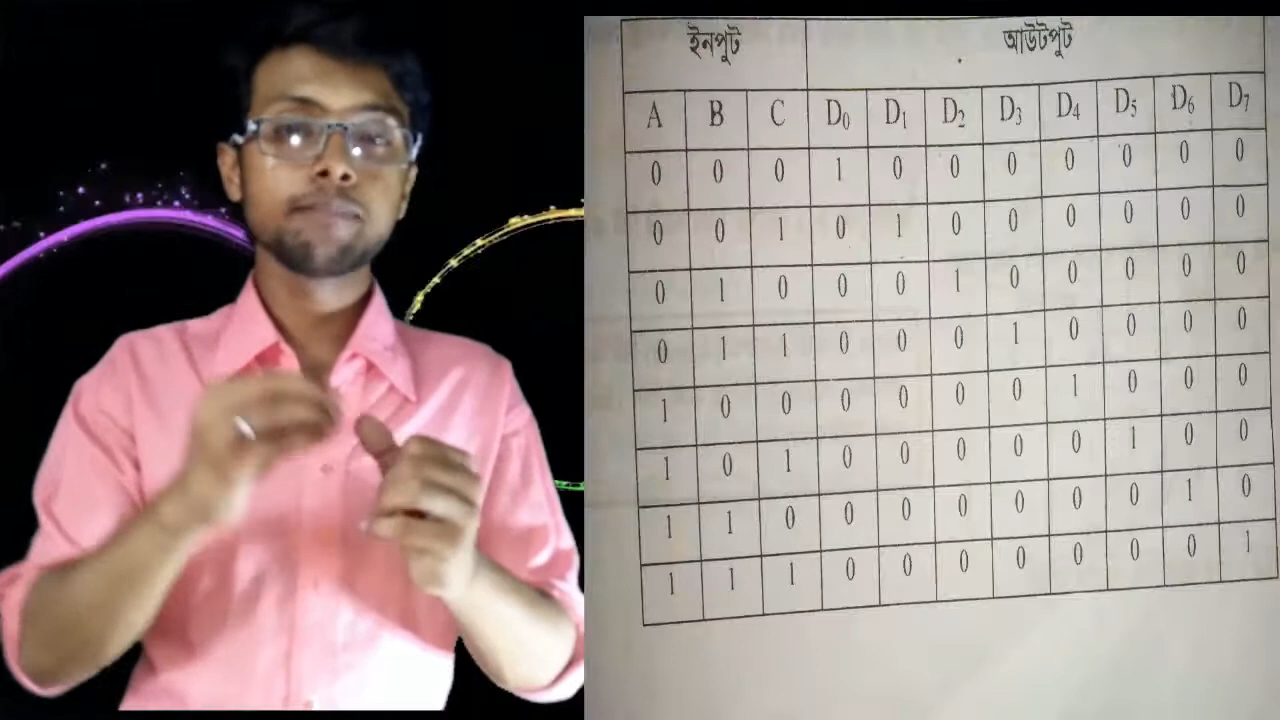 ইনপুট আউটপুট
A B C D₀ D₁ D₂ D₃ D₄ D₅ D₆ D₇
0 0 0 1 0 0 0 0 0 0 0
0 0 1 0 1 0 0 0 0 0 0
0 1 0 0 0 1 0 0 0 0 0
0 1 1 0 0 0 1 0 0 0 0
1 0 0 0 0 0 0 1 0 0 0
1 0 1 0 0 0 0 0 1 0 0
1 1 0 0 0 0 0 0 0 1 0
1 1 1 0 0 0 0 0 0 0 1